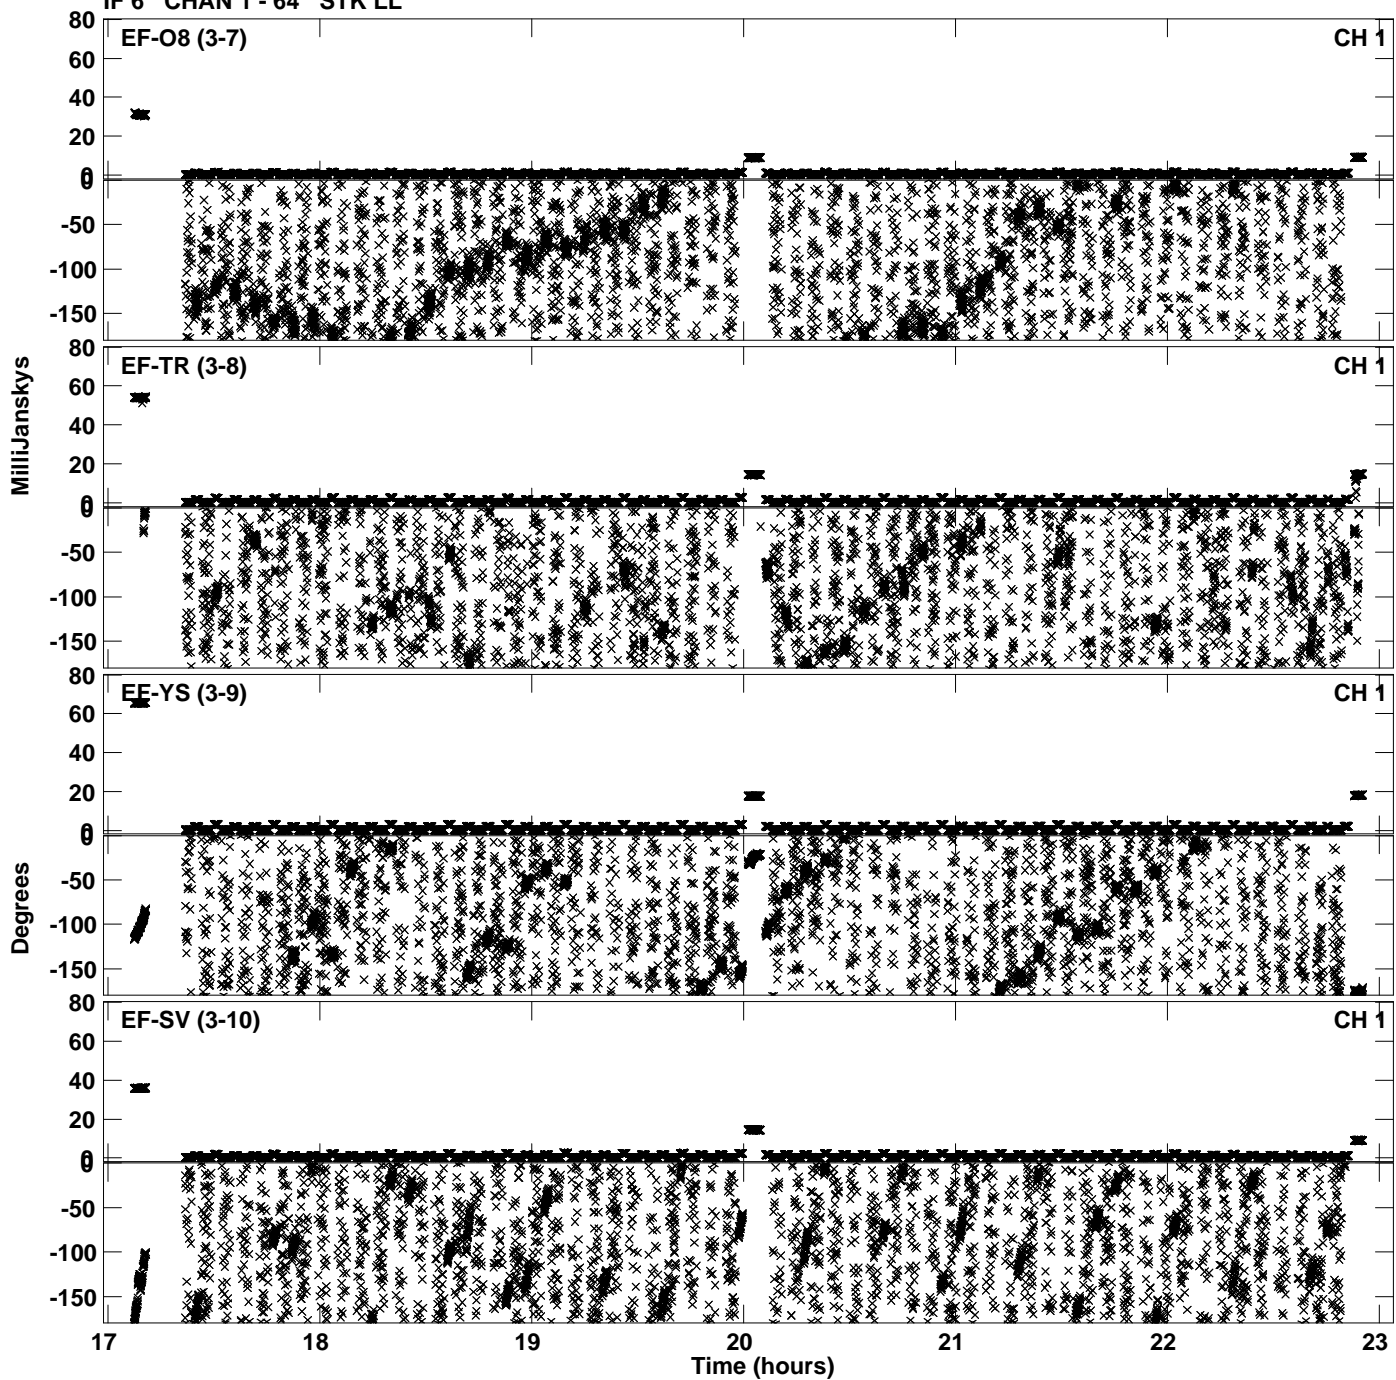 IF 6 CHAN 1 - 64 STK LL
80
EF-O8 (3-7)
CH 1
60
40
20
0
0
-50
-100
-150
80
EF-TR (3-8)
CH 1
60
40
20
0
0
-50
-100
-150
80
EF-YS (3-9)
CH 1
60
40
20
0
0
-50
-100
-150
80
EF-SV (3-10)
CH 1
60
40
20
0
0
-50
-100
-150
MilliJanskys
Degrees
17 18 19 20 21 22 23
Time (hours)